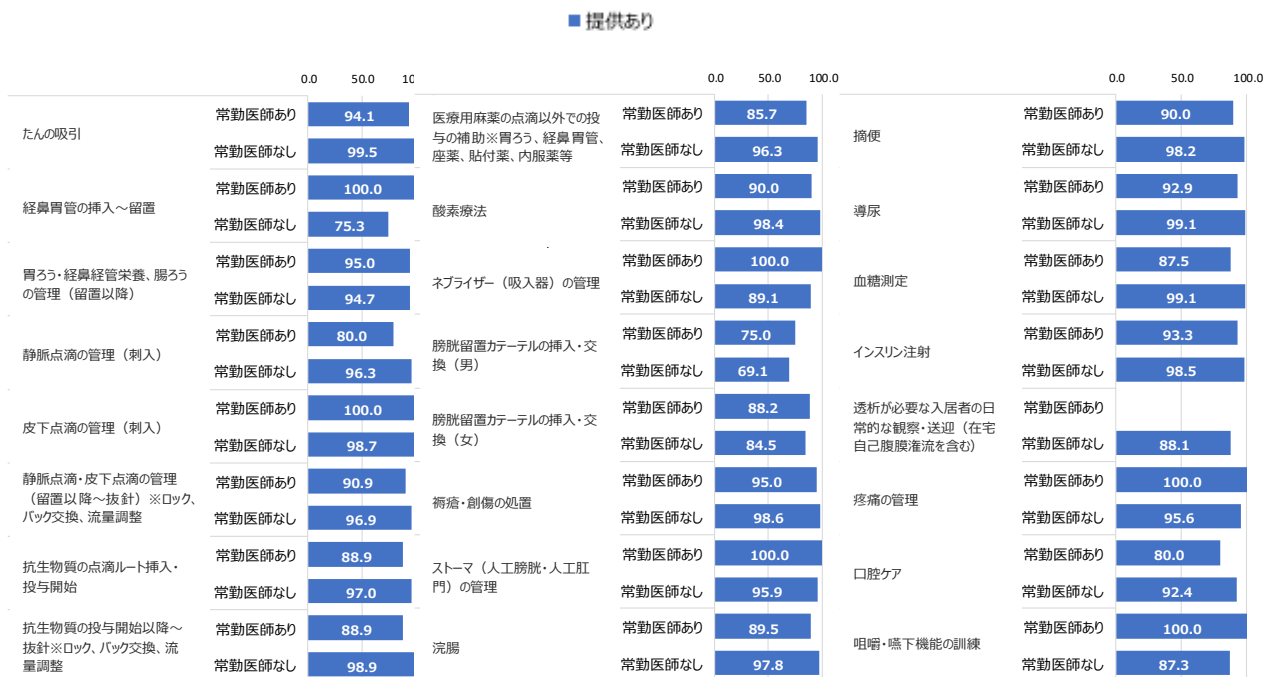 ■ 提供あり
0.0 50.0 10
たんの吸引
常勤医師あり 94.1
常勤医師なし 99.5
経鼻胃管の挿入～留置
常勤医師あり 100.0
常勤医師なし 75.3
胃ろう・経鼻経管栄養、腸ろう
の管理（留置以降）
常勤医師あり 95.0
常勤医師なし 94.7
静脈点滴の管理（刺入）
常勤医師あり 80.0
常勤医師なし 96.3
皮下点滴の管理（刺入）
常勤医師あり 100.0
常勤医師なし 98.7
静脈点滴・皮下点滴の管理
（留置以降～抜針）※ロック、
バック交換、流量調整
常勤医師あり 90.9
常勤医師なし 96.9
抗生物質の点滴ルート挿入・
投与開始
常勤医師あり 88.9
常勤医師なし 97.0
抗生物質の投与開始以降～
抜針※ロック、バック交換、流
量調整
常勤医師あり 88.9
常勤医師なし 98.9
0.0 50.0 100.0
医療用麻薬の点滴以外での投
与の補助※胃ろう、経鼻胃管、
座薬、貼付薬、内服薬等
常勤医師あり 85.7
常勤医師なし 96.3
酸素療法
常勤医師あり 90.0
常勤医師なし 98.4
ネブライザー（吸入器）の管理
常勤医師あり 100.0
常勤医師なし 89.1
膀胱留置カテーテルの挿入・交
換（男）
常勤医師あり 75.0
常勤医師なし 69.1
膀胱留置カテーテルの挿入・交
換（女）
常勤医師あり 88.2
常勤医師なし 84.5
褥瘡・創傷の処置
常勤医師あり 95.0
常勤医師なし 98.6
ストーマ（人工膀胱・人工肛
門）の管理
常勤医師あり 100.0
常勤医師なし 95.9
浣腸
常勤医師あり 89.5
常勤医師なし 97.8
0.0 50.0 100.0
摘便
常勤医師あり 90.0
常勤医師なし 98.2
導尿
常勤医師あり 92.9
常勤医師なし 99.1
血糖測定
常勤医師あり 87.5
常勤医師なし 99.1
インスリン注射
常勤医師あり 93.3
常勤医師なし 98.5
透析が必要な入居者の日
常的な観察・送迎（在宅
自己腹膜潅流を含む）
常勤医師あり
常勤医師なし 88.1
疼痛の管理
常勤医師あり 100.0
常勤医師なし 95.6
口腔ケア
常勤医師あり 80.0
常勤医師なし 92.4
咀嚼・嚥下機能の訓練
常勤医師あり 100.0
常勤医師なし 87.3